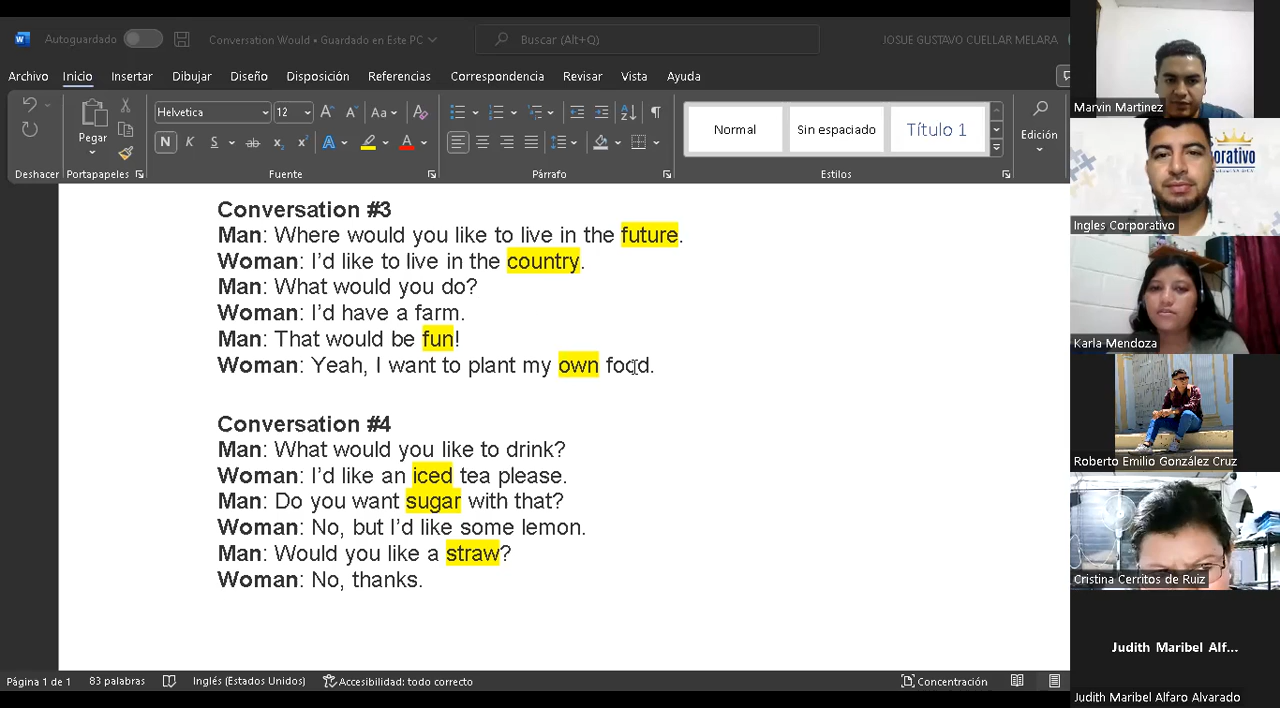 Autoguardado
Conversation Would • Guardado en Este PC
Buscar (Alt+Q)
JOSUE GUSTAVO CUELLAR MELARA
Archivo Inicio Insertar Dibujar Diseño Disposición Referencias Correspondencia Revisar Vista Ayuda
Helvetica 12
Pegar
Normal Sin espaciado Título 1
Edición
Deshacer Portapapeles Fuente Párrafo Estilos
Conversation #3
Man: Where would you like to live in the future.
Woman: I'd like to live in the country.
Man: What would you do?
Woman: I'd have a farm.
Man: That would be fun!
Woman: Yeah, I want to plant my own food.
Conversation #4
Man: What would you like to drink?
Woman: I'd like an iced tea please.
Man: Do you want sugar with that?
Woman: No, but I'd like some lemon.
Man: Would you like a straw?
Woman: No, thanks.
Página 1 de 1 83 palabras Inglés (Estados Unidos) Accesibilidad: todo correcto Concentración
Marvin Martinez
orativo
Ingles Corporativo
Karla Mendoza
Roberto Emilio González Cruz
Cristina Cerritos de Ruiz
Judith Maribel Alf...
Judith Maribel Alfaro Alvarado